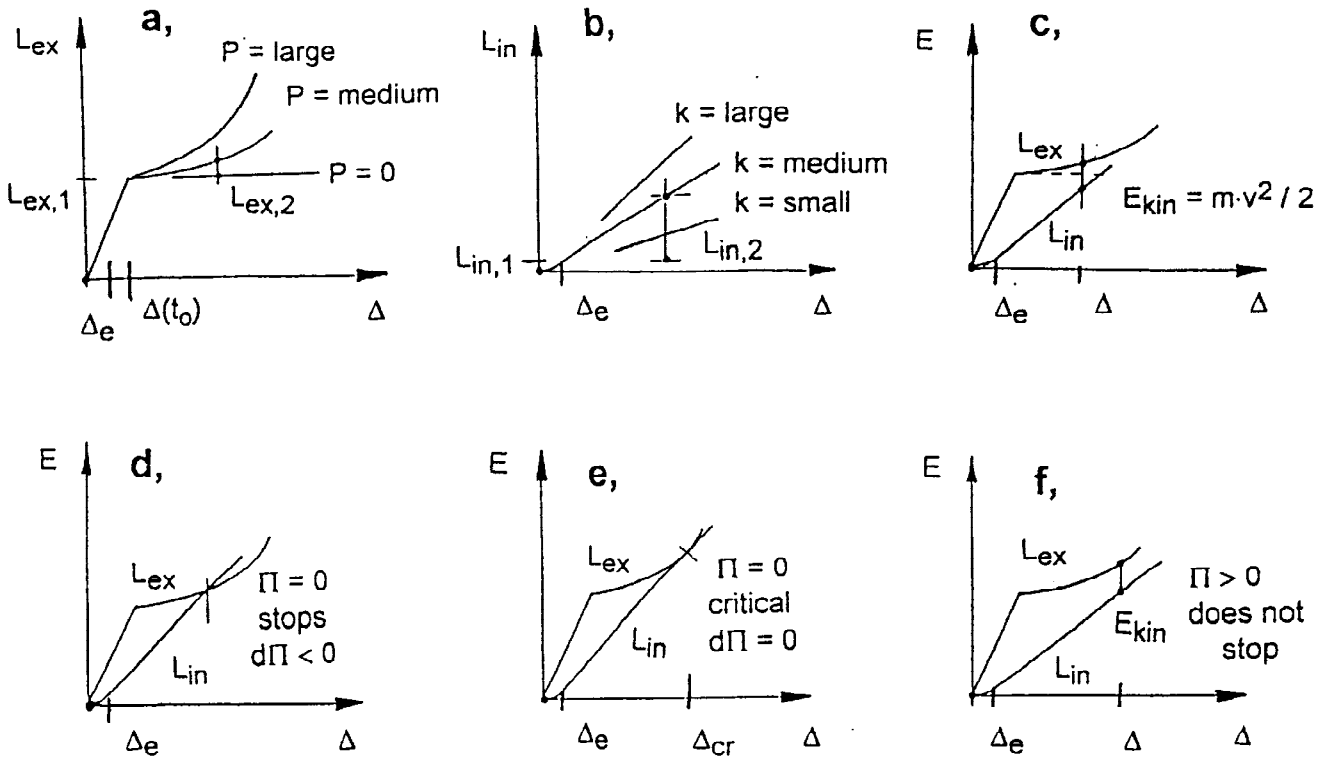 a,
L_ex
P = large
P = medium
P = 0
L_ex,1
L_ex,2
Δ_e
Δ(t_o)
Δ
b,
L_in
k = large
k = medium
k = small
L_in,1
L_in,2
Δ_e
Δ
c,
E
L_ex
E_kin = m·v² / 2
L_in
Δ_e
Δ
Δ
d,
E
L_ex
Π = 0
stops
dΠ < 0
L_in
Δ_e
Δ
e,
E
L_ex
Π = 0
critical
dΠ = 0
L_in
Δ_e
Δ_cr
Δ
f,
E
L_ex
Π > 0
does not
stop
E_kin
L_in
Δ_e
Δ
Δ